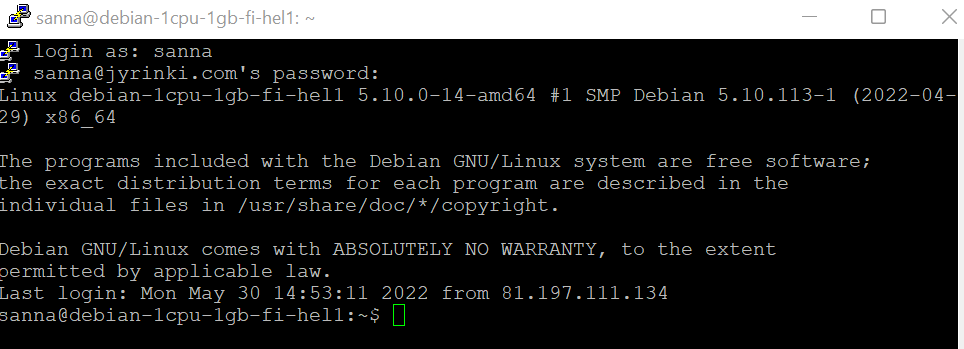 sanna@debian-1cpu-1gb-fi-hel1: ~
login as: sanna
sanna@jyrinki.com's password:
Linux debian-1cpu-1gb-fi-hel1 5.10.0-14-amd64 #1 SMP Debian 5.10.113-1 (2022-04-
29) x86_64
The programs included with the Debian GNU/Linux system are free software;
the exact distribution terms for each program are described in the
individual files in /usr/share/doc/*/copyright.
Debian GNU/Linux comes with ABSOLUTELY NO WARRANTY, to the extent
permitted by applicable law.
Last login: Mon May 30 14:53:11 2022 from 81.197.111.134
sanna@debian-1cpu-1gb-fi-hel1:~$